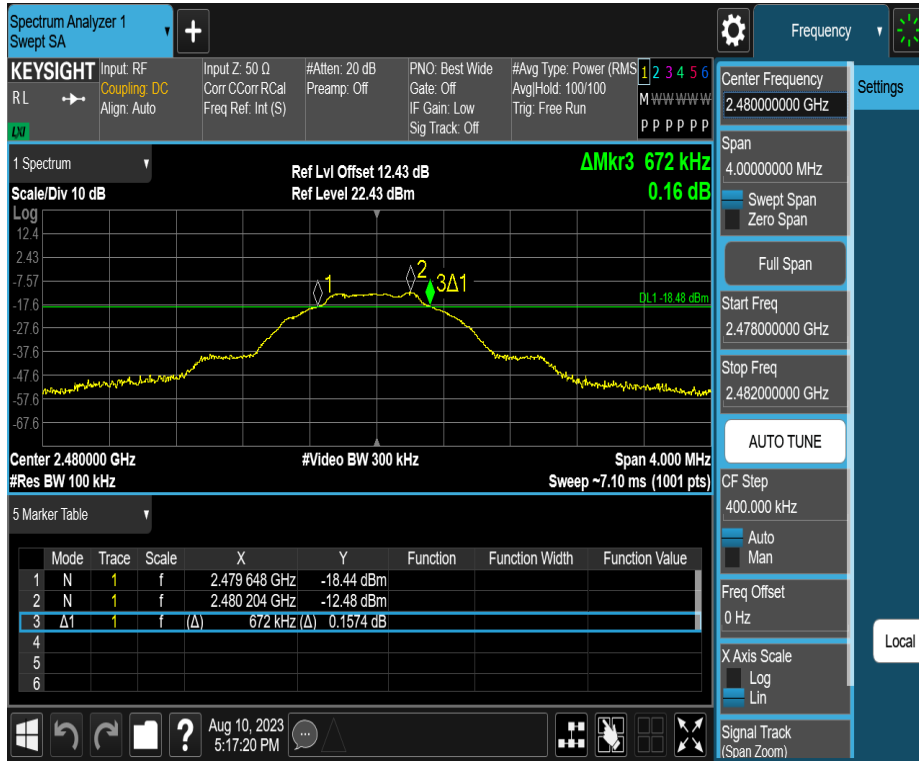 Spectrum Analyzer 1
Swept SA
+
Frequency
KEYSIGHT
R L
LXI
Input: RF
Coupling: DC
Align: Auto
Input Z: 50 Ω
Corr CCorr RCal
Freq Ref: Int (S)
#Atten: 20 dB
Preamp: Off
PNO: Best Wide
Gate: Off
IF Gain: Low
Sig Track: Off
#Avg Type: Power (RMS
Avg|Hold: 100/100
Trig: Free Run
1 2 3 4 5 6
M W W W W W
P P P P P P
1 Spectrum
Scale/Div 10 dB
Ref Lvl Offset 12.43 dB
Ref Level 22.43 dBm
ΔMkr3 672 kHz
0.16 dB
Log
12.4
2.43
-7.57
-17.6
-27.6
-37.6
-47.6
-57.6
-67.6
1
2
3Δ1
DL1 -18.48 dBm
Center 2.480000 GHz
#Res BW 100 kHz
#Video BW 300 kHz
Span 4.000 MHz
Sweep ~7.10 ms (1001 pts)
5 Marker Table
Mode Trace Scale X Y Function Function Width Function Value
1 N 1 f 2.479 648 GHz -18.44 dBm
2 N 1 f 2.480 204 GHz -12.48 dBm
3 Δ1 1 f (Δ) 672 kHz (Δ) 0.1574 dB
4
5
6
Aug 10, 2023
5:17:20 PM
?
Center Frequency
2.480000000 GHz
Span
4.00000000 MHz
Swept Span
Zero Span
Full Span
Start Freq
2.478000000 GHz
Stop Freq
2.482000000 GHz
AUTO TUNE
CF Step
400.000 kHz
Auto
Man
Freq Offset
0 Hz
X Axis Scale
Log
Lin
Signal Track
(Span Zoom)
Settings
Local